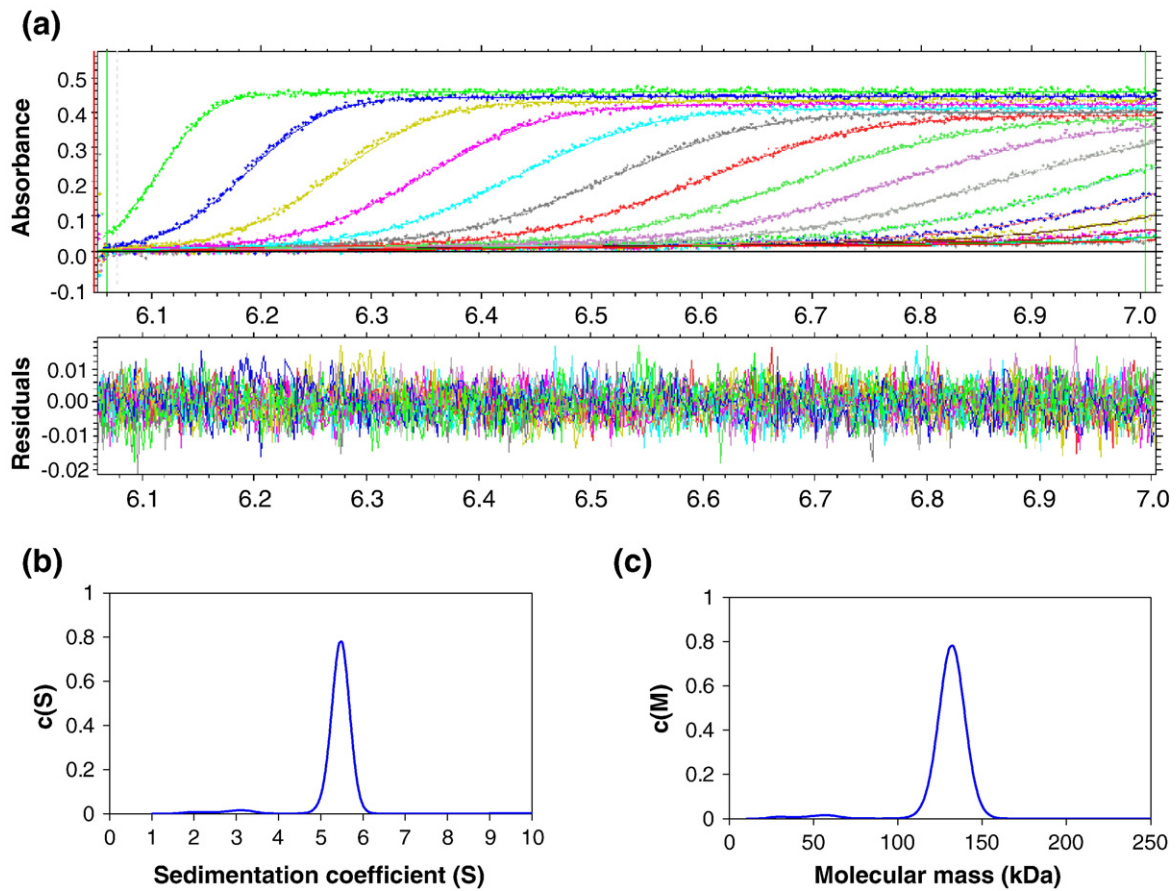 (a)
Absorbance
0.5
0.4
0.3
0.2
0.1
0.0
-0.1
6.1 6.2 6.3 6.4 6.5 6.6 6.7 6.8 6.9 7.0
Residuals
0.01
0.00
-0.01
-0.02
6.1 6.2 6.3 6.4 6.5 6.6 6.7 6.8 6.9 7.0
(b)
c(S)
1
0.8
0.6
0.4
0.2
0
0 1 2 3 4 5 6 7 8 9 10
Sedimentation coefficient (S)
(c)
c(M)
1
0.8
0.6
0.4
0.2
0
0 50 100 150 200 250
Molecular mass (kDa)